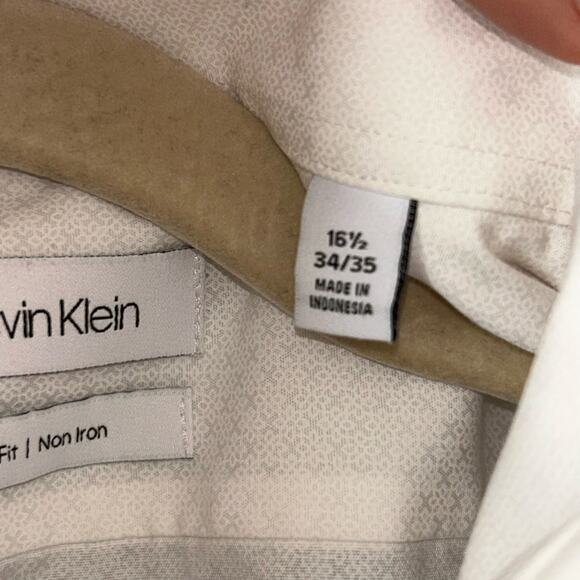 vin Klein
Fit | Non Iron
16½
34/35
MADE IN
INDONESIA